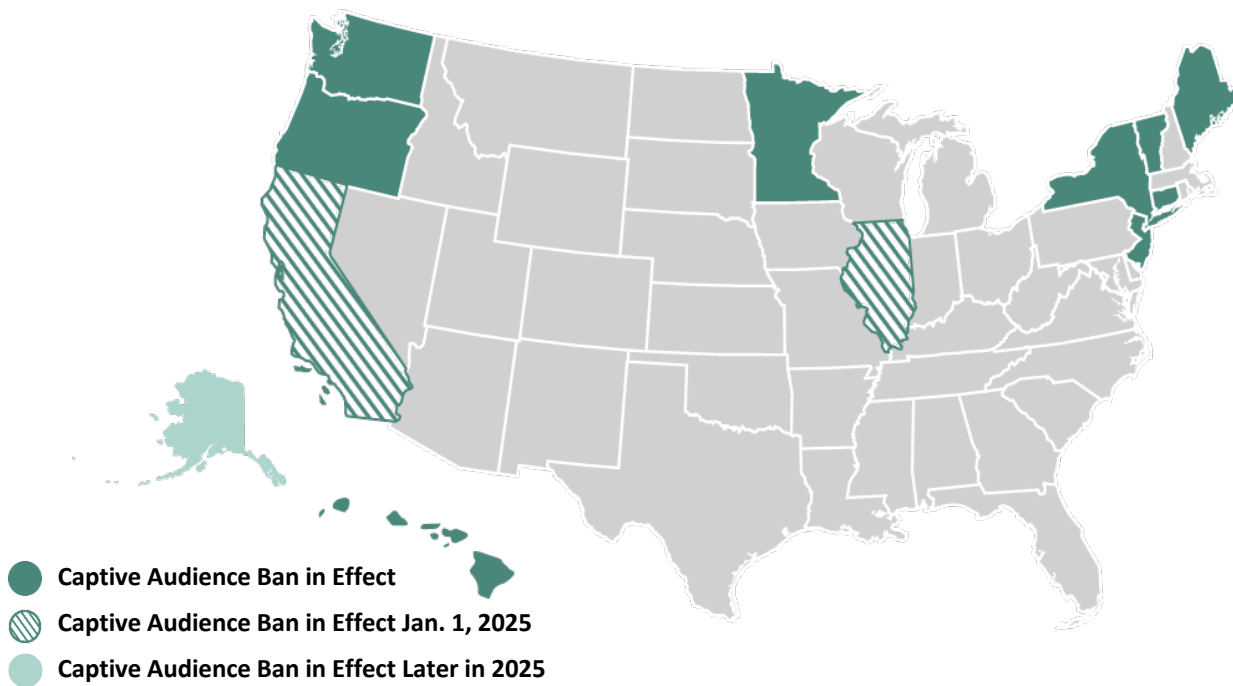 Captive Audience Ban in Effect
Captive Audience Ban in Effect Jan. 1, 2025
Captive Audience Ban in Effect Later in 2025